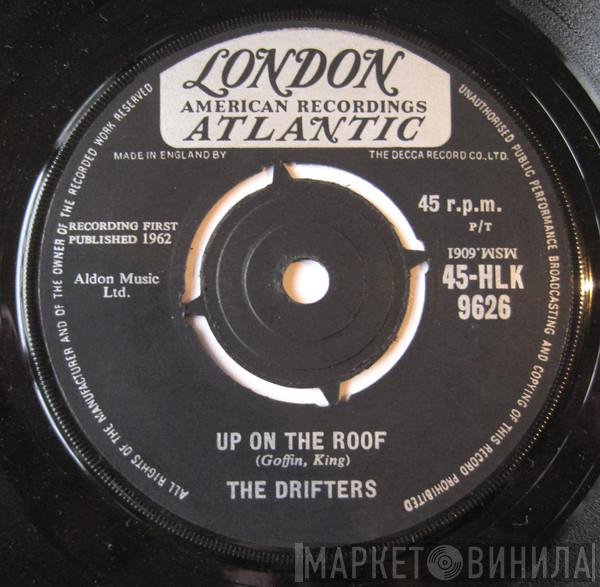 LONDON
AMERICAN RECORDINGS
ATLANTIC
MADE IN ENGLAND BY
THE DECCA RECORD CO., LTD.
ALL RIGHTS OF THE MANUFACTURER AND OF THE OWNER OF THE RECORDED WORK RESERVED
UNAUTHORISED PUBLIC PERFORMANCE BROADCASTING AND COPYING OF THIS RECORD PROHIBITED
45 r.p.m.
P/T
RECORDING FIRST
PUBLISHED 1962
MSM.6061
Aldon Music
Ltd.
45-HLK
9626
UP ON THE ROOF
(Goffin, King)
THE DRIFTERS
МАРКЕТ ВИНИЛА